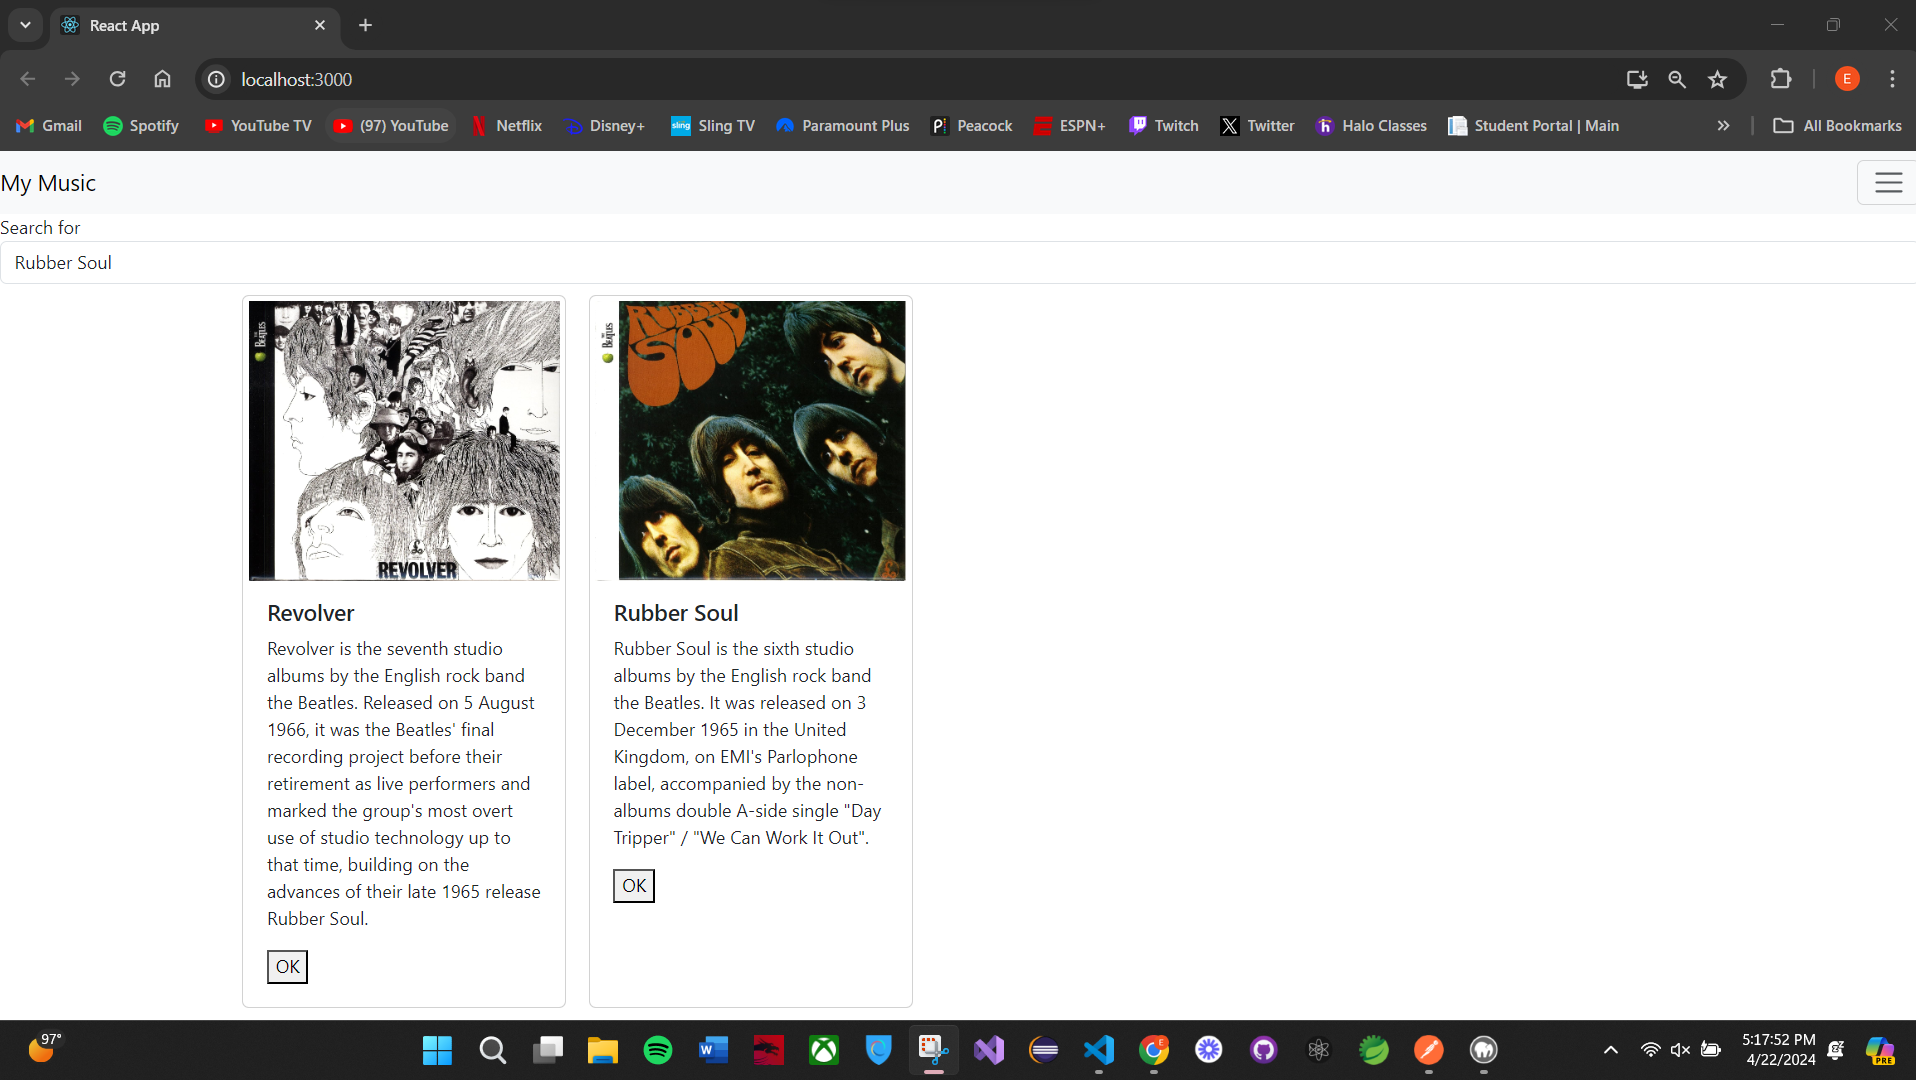 React App
localhost:3000
E
Gmail
Spotify
YouTube TV
(97) YouTube
Netflix
Disney+
sling
Sling TV
Paramount Plus
Peacock
ESPN+
Twitch
Twitter
Halo Classes
Student Portal | Main
All Bookmarks
My Music
Search for
Rubber Soul
THE BEATLES
REVOLVER
THE BEATLES
RUBBER
SOUL
Revolver
Revolver is the seventh studio
albums by the English rock band
the Beatles. Released on 5 August
1966, it was the Beatles' final
recording project before their
retirement as live performers and
marked the group's most overt
use of studio technology up to
that time, building on the
advances of their late 1965 release
Rubber Soul.
OK
Rubber Soul
Rubber Soul is the sixth studio
albums by the English rock band
the Beatles. It was released on 3
December 1965 in the United
Kingdom, on EMI's Parlophone
label, accompanied by the non-
albums double A-side single "Day
Tripper" / "We Can Work It Out".
OK
97°
5:17:52 PM
4/22/2024
PRE